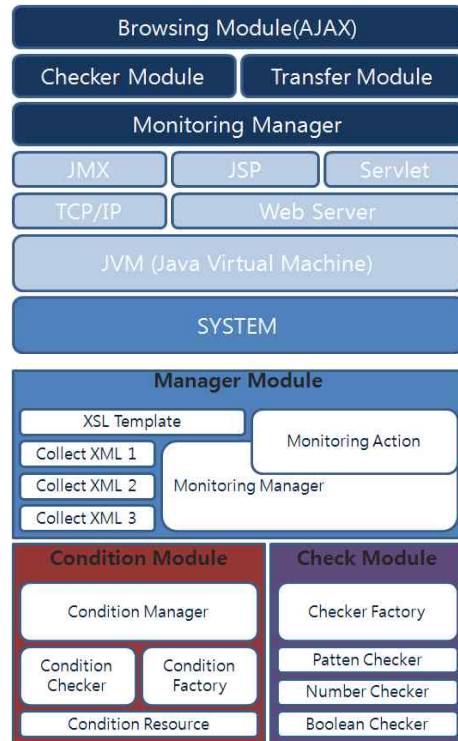 Browsing Module(AJAX)
Checker Module
Transfer Module
Monitoring Manager
JMX
JSP
Servlet
TCP/IP
Web Server
JVM (Java Virtual Machine)
SYSTEM
Manager Module
XSL Template
Monitoring Action
Collect XML 1
Collect XML 2
Monitoring Manager
Collect XML 3
Condition Module
Condition Manager
Condition
Checker
Condition
Factory
Condition Resource
Check Module
Checker Factory
Patten Checker
Number Checker
Boolean Checker